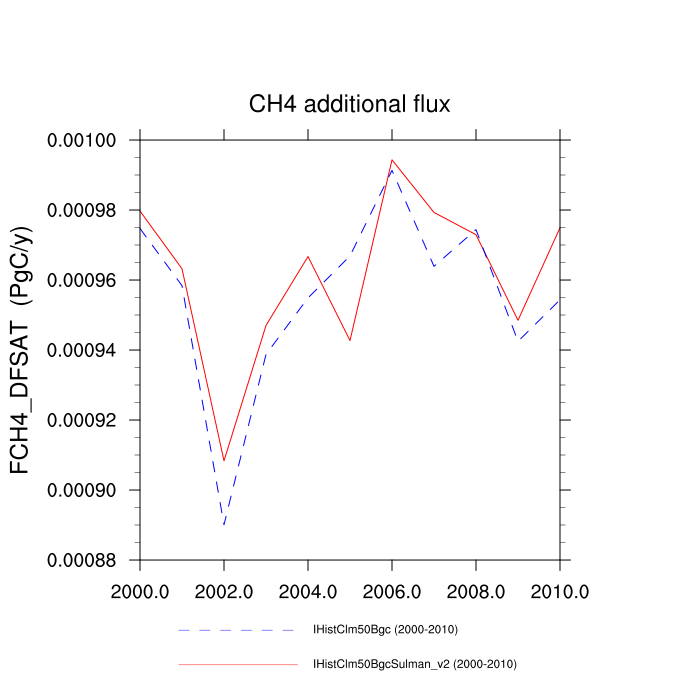 CH4 additional flux
FCH4_DFSAT (PgC/y)
0.00100
0.00098
0.00096
0.00094
0.00092
0.00090
0.00088
2000.0 2002.0 2004.0 2006.0 2008.0 2010.0
IHistClm50Bgc (2000-2010)
IHistClm50BgcSulman_v2 (2000-2010)